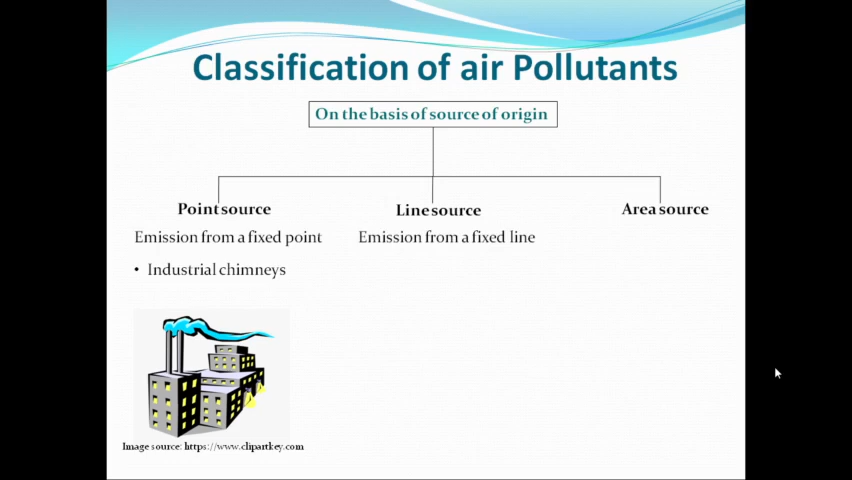 Classification of air Pollutants
On the basis of source of origin
Point source
Line source
Area source
Emission from a fixed point
Emission from a fixed line
• Industrial chimneys
Image source: https://www.clipartkey.com